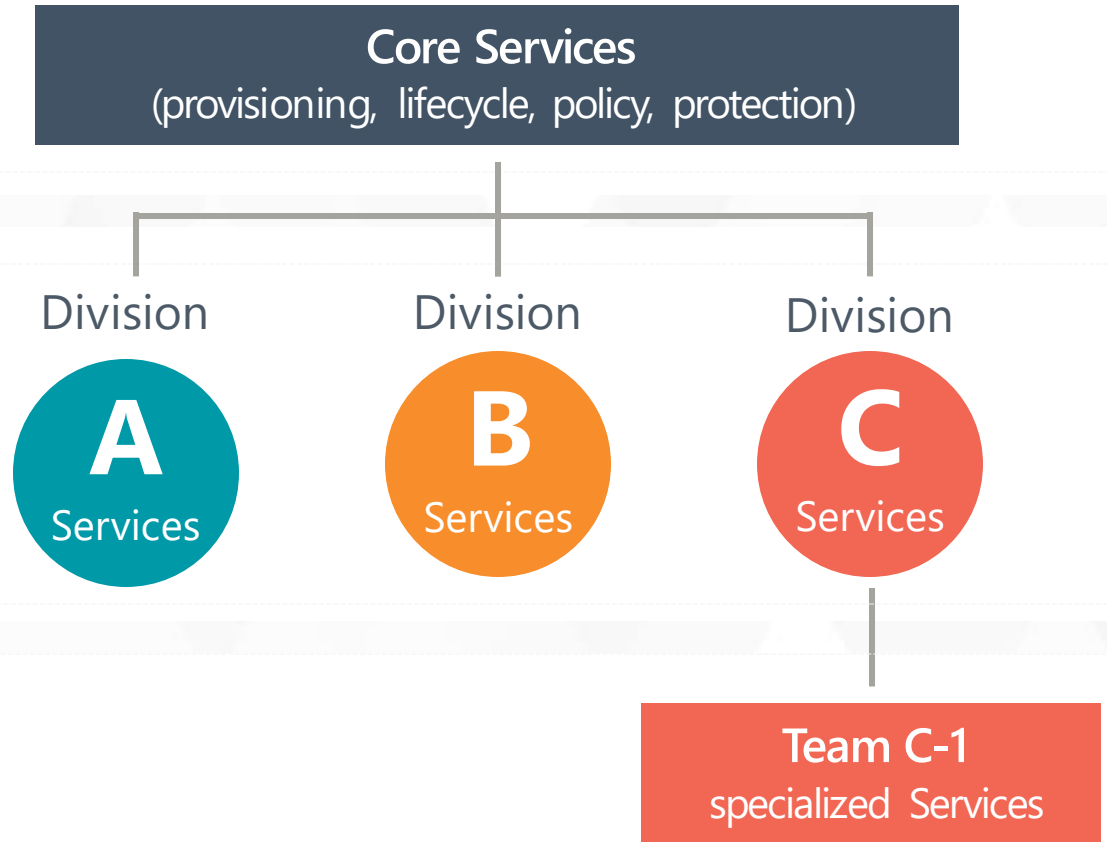 Core Services
(provisioning, lifecycle, policy, protection)
Division
Division
Division
A
Services
B
Services
C
Services
Team C-1
specialized Services